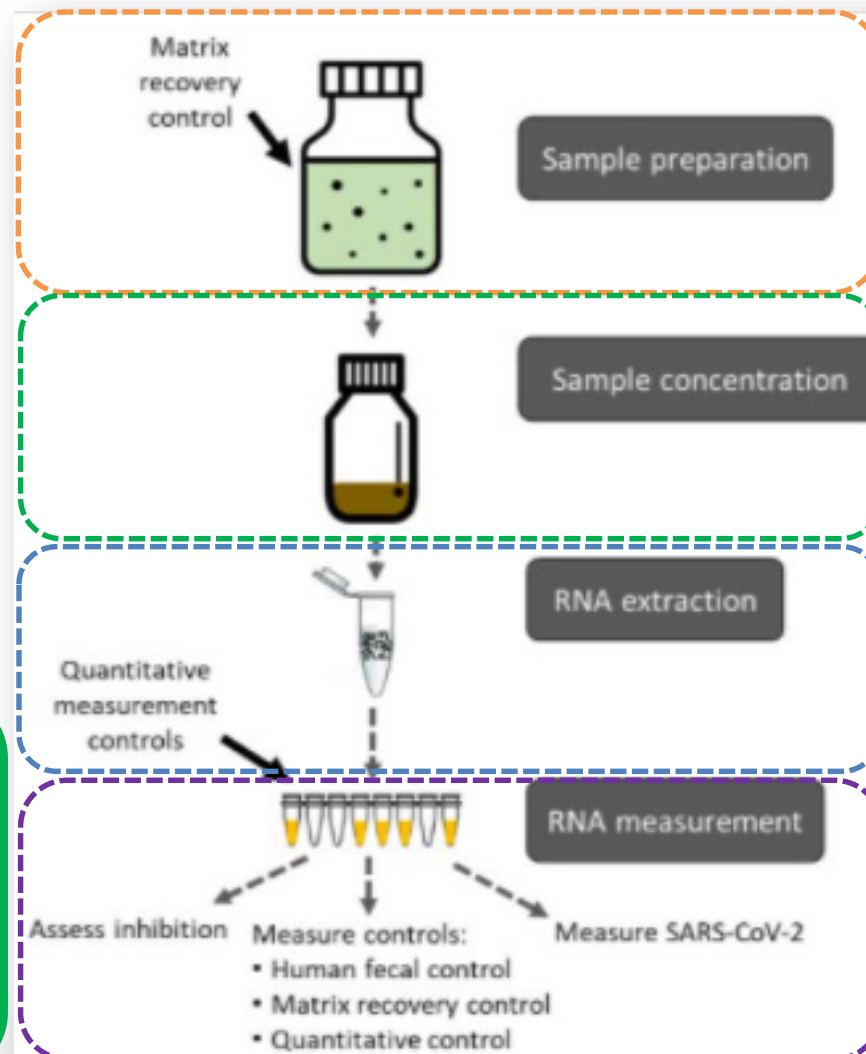 Matrix
recovery
control
Sample preparation
Sample concentration
RNA extraction
Quantitative
measurement
controls
RNA measurement
Assess inhibition
Measure controls:
• Human fecal control
• Matrix recovery control
• Quantitative control
Measure SARS-CoV-2